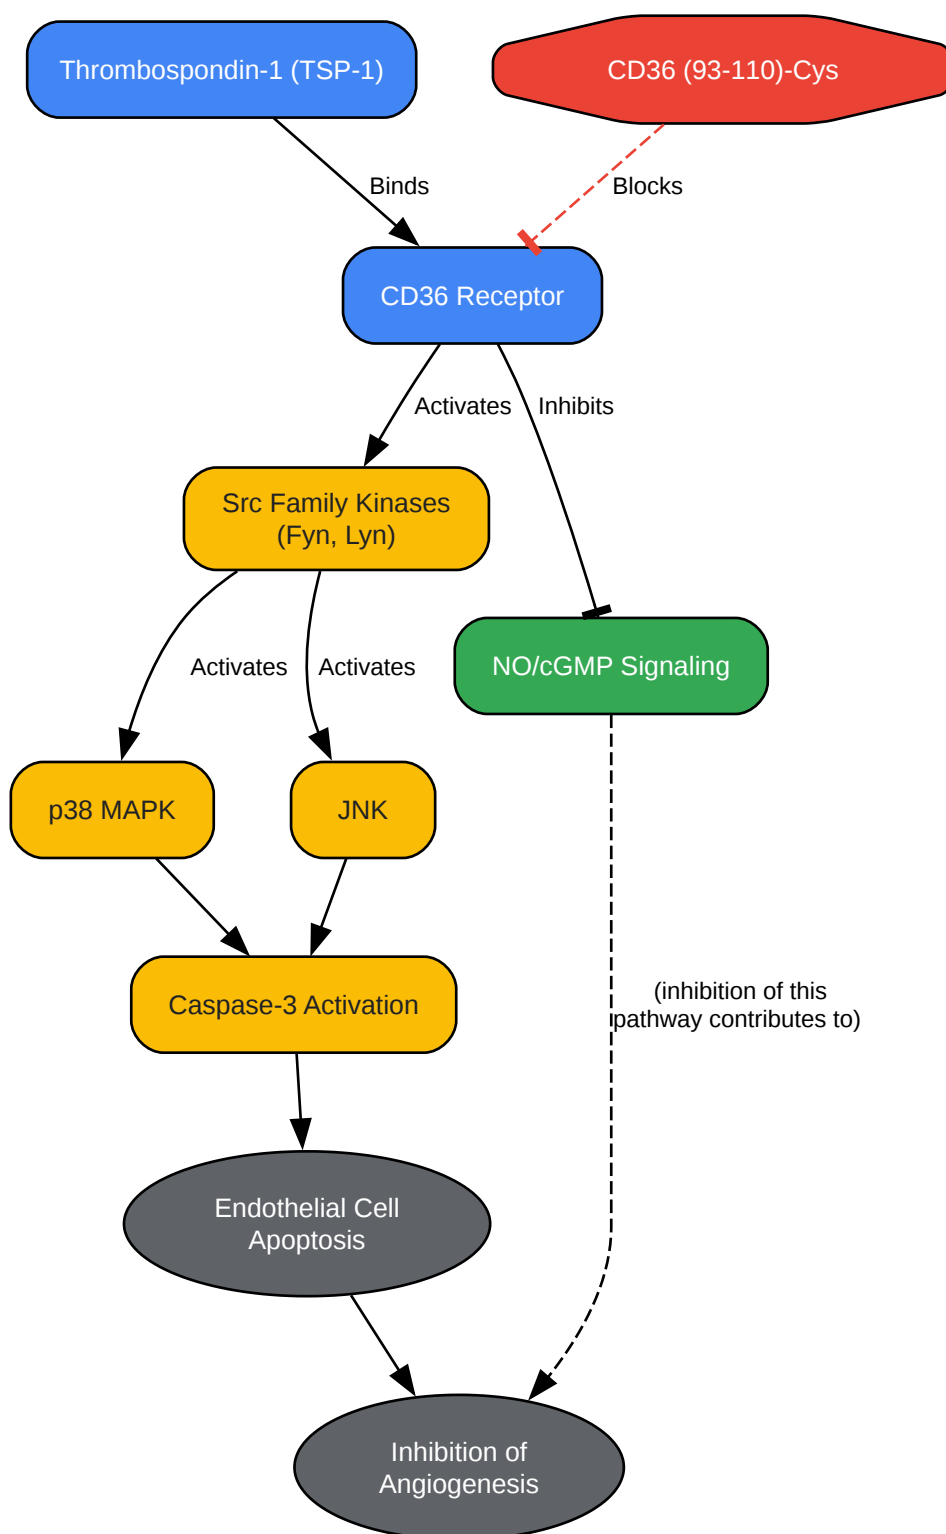 Thrombospondin-1 (TSP-1)
CD36 (93-110)-Cys
Binds
Blocks
CD36 Receptor
Activates
Inhibits
Src Family Kinases
(Fyn, Lyn)
Activates
Activates
NO/cGMP Signaling
p38 MAPK
JNK
(inhibition of this
pathway contributes to)
Caspase-3 Activation
Endothelial Cell
Apoptosis
Inhibition of
Angiogenesis